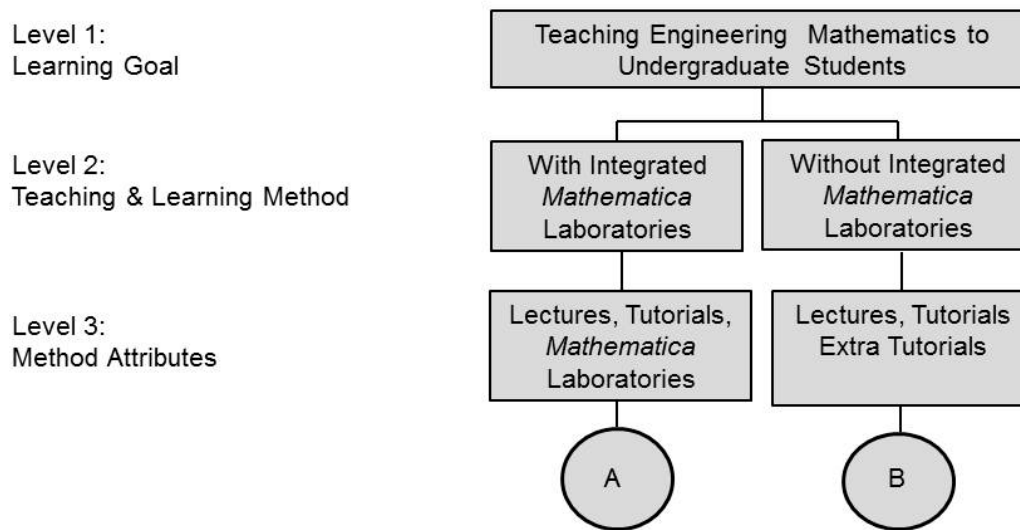 Level 1:
Learning Goal
Teaching Engineering Mathematics to
Undergraduate Students
Level 2:
Teaching & Learning Method
With Integrated
Mathematica
Laboratories
Without Integrated
Mathematica
Laboratories
Level 3:
Method Attributes
Lectures, Tutorials,
Mathematica
Laboratories
Lectures, Tutorials
Extra Tutorials
A
B